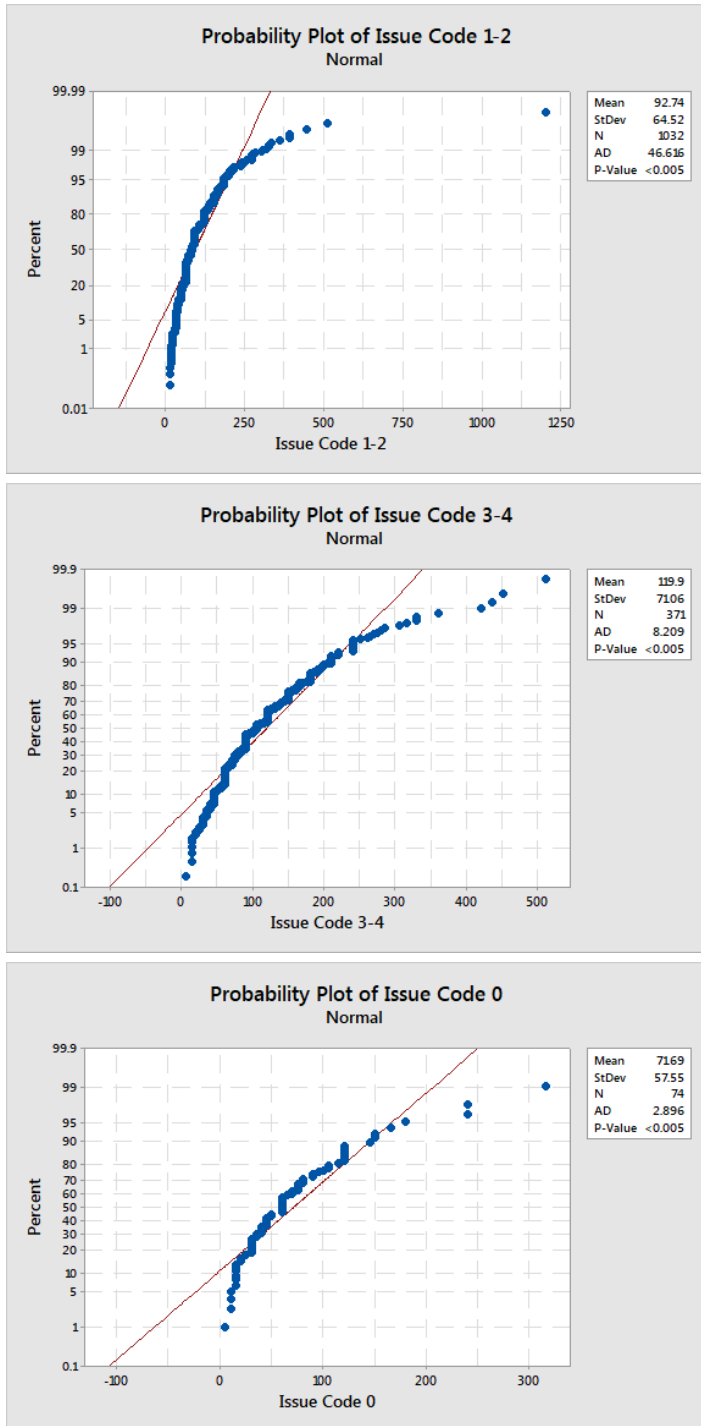 Probability Plot of Issue Code 1-2
Normal
99.99
99
95
80
50
20
5
1
0.01
Percent
0 250 500 750 1000 1250
Issue Code 1-2
Mean 92.74
StDev 64.52
N 1032
AD 46.616
P-Value <0.005
Probability Plot of Issue Code 3-4
Normal
99.9
99
95
90
80
70
60
50
40
30
20
10
5
1
0.1
Percent
-100 0 100 200 300 400 500
Issue Code 3-4
Mean 119.9
StDev 7106
N 371
AD 8.209
P-Value <0.005
Probability Plot of Issue Code 0
Normal
99.9
99
95
90
80
70
60
50
40
30
20
10
5
1
0.1
Percent
-100 0 100 200 300
Issue Code 0
Mean 7169
StDev 57.55
N 74
AD 2.896
P-Value <0.005